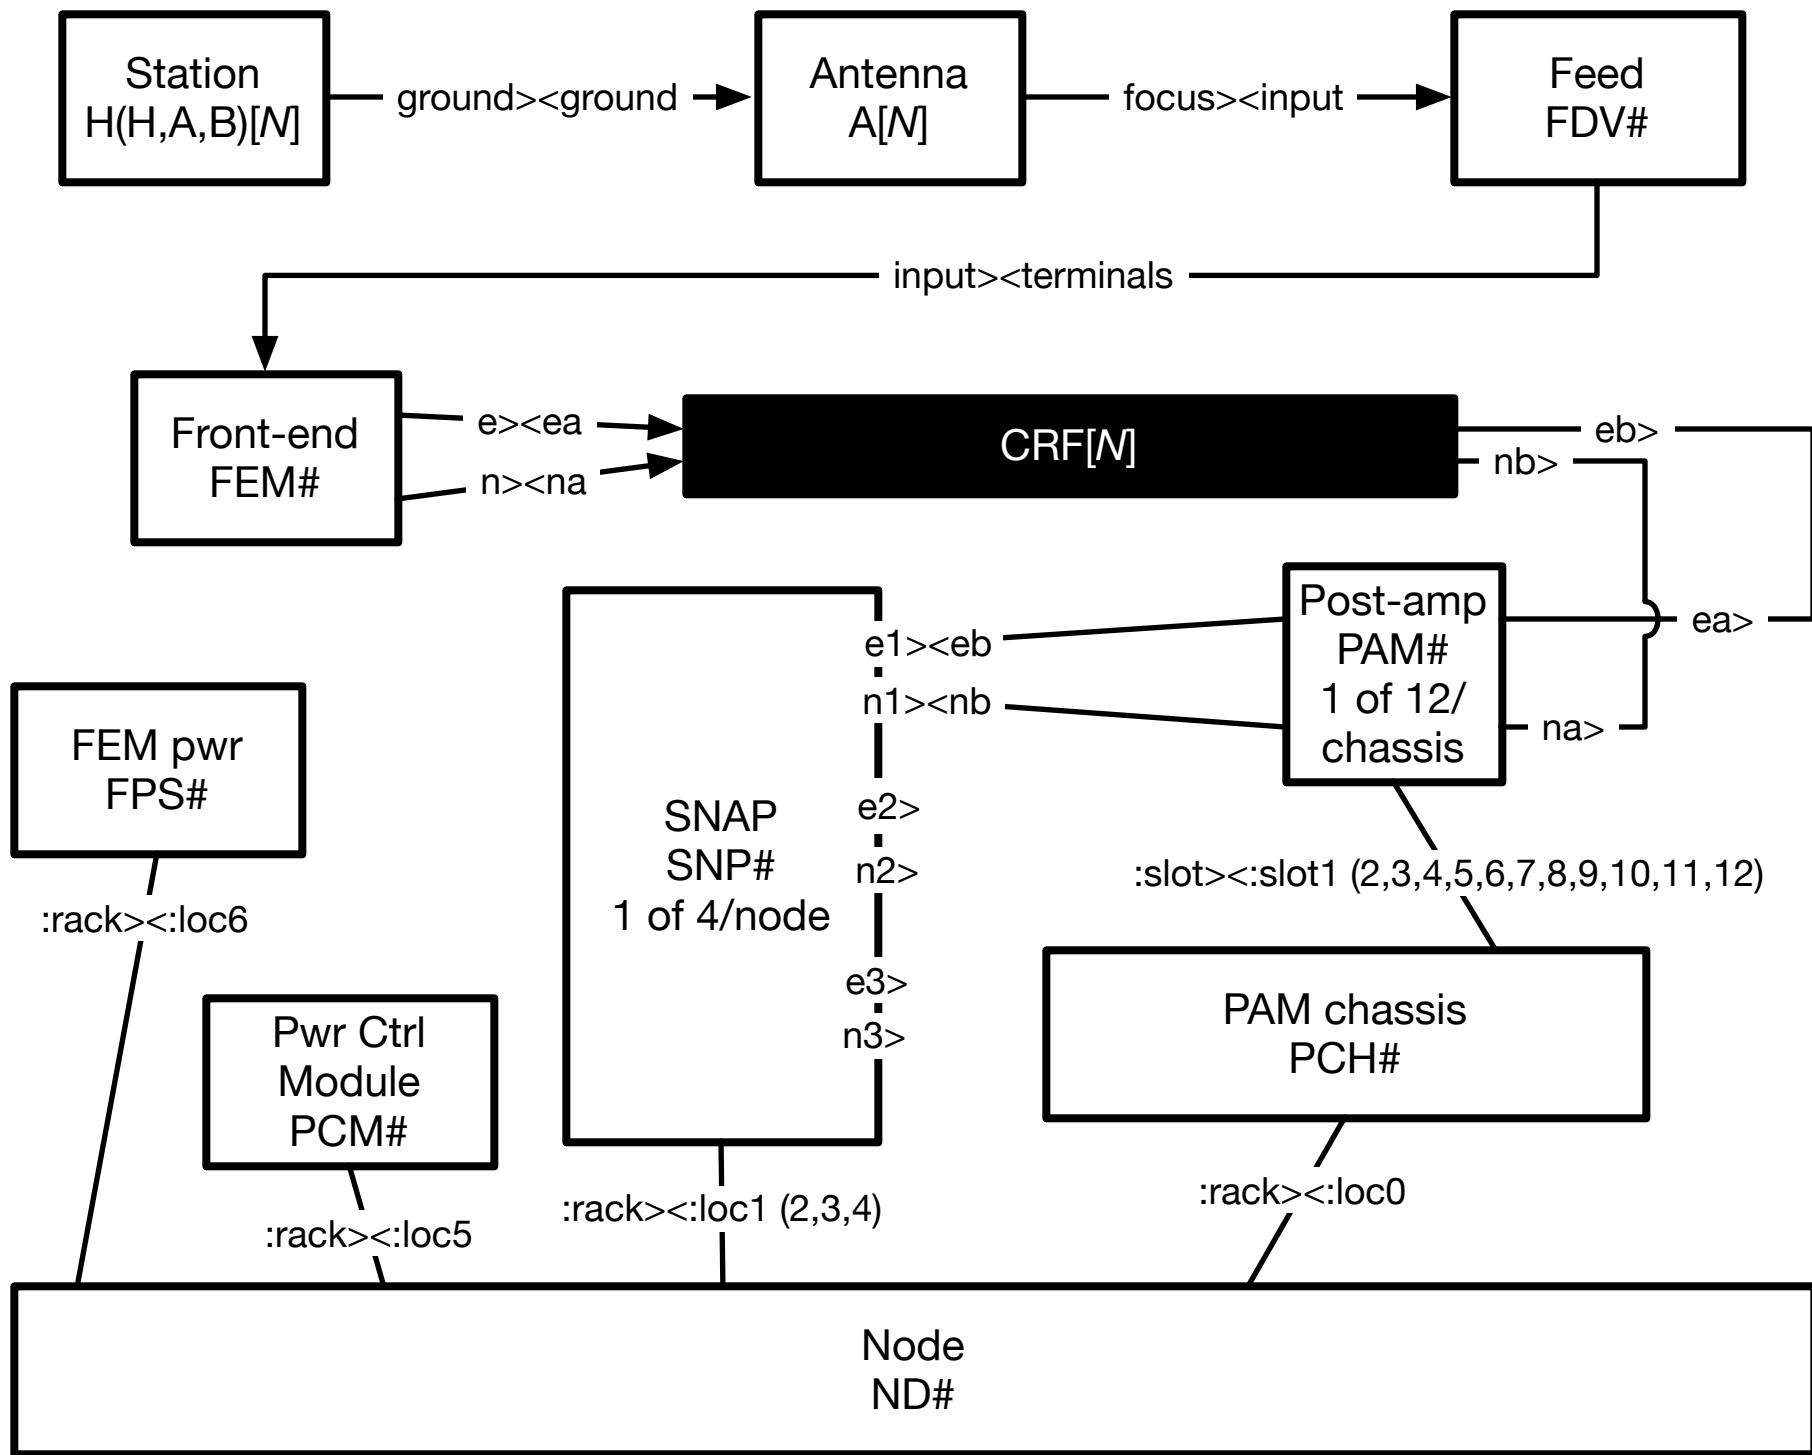 Station
H(H,A,B)[N]
ground><ground
Antenna
A[N]
focus><input
Feed
FDV#
input><terminals
Front-end
FEM#
e><ea
n><na
CRF[N]
eb>
nb>
Post-amp
PAM#
1 of 12/
chassis
ea>
na>
e1><eb
n1><nb
e2>
n2>
e3>
n3>
SNAP
SNP#
1 of 4/node
FEM pwr
FPS#
:rack><:loc6
:slot><:slot1 (2,3,4,5,6,7,8,9,10,11,12)
PAM chassis
PCH#
Pwr Ctrl
Module
PCM#
:rack><:loc5
:rack><:loc1 (2,3,4)
:rack><:loc0
Node
ND#